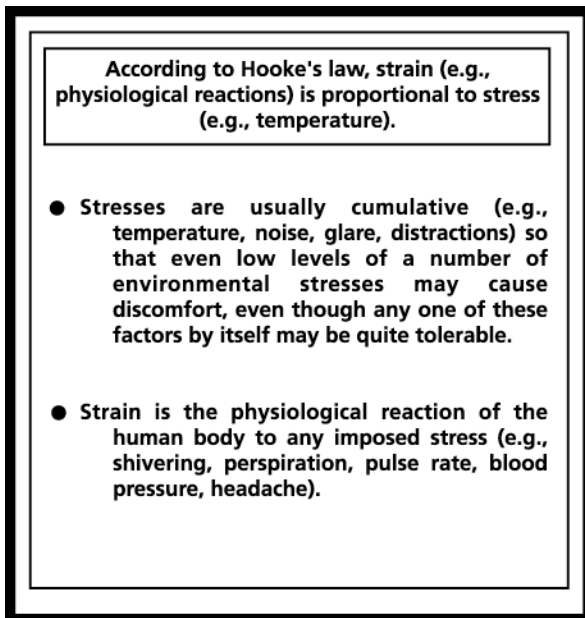 According to Hooke's law, strain (e.g.,
physiological reactions) is proportional to stress
(e.g., temperature).
● Stresses are usually cumulative (e.g.,
temperature, noise, glare, distractions) so
that even low levels of a number of
environmental stresses may cause
discomfort, even though any one of these
factors by itself may be quite tolerable.
● Strain is the physiological reaction of the
human body to any imposed stress (e.g.,
shivering, perspiration, pulse rate, blood
pressure, headache).